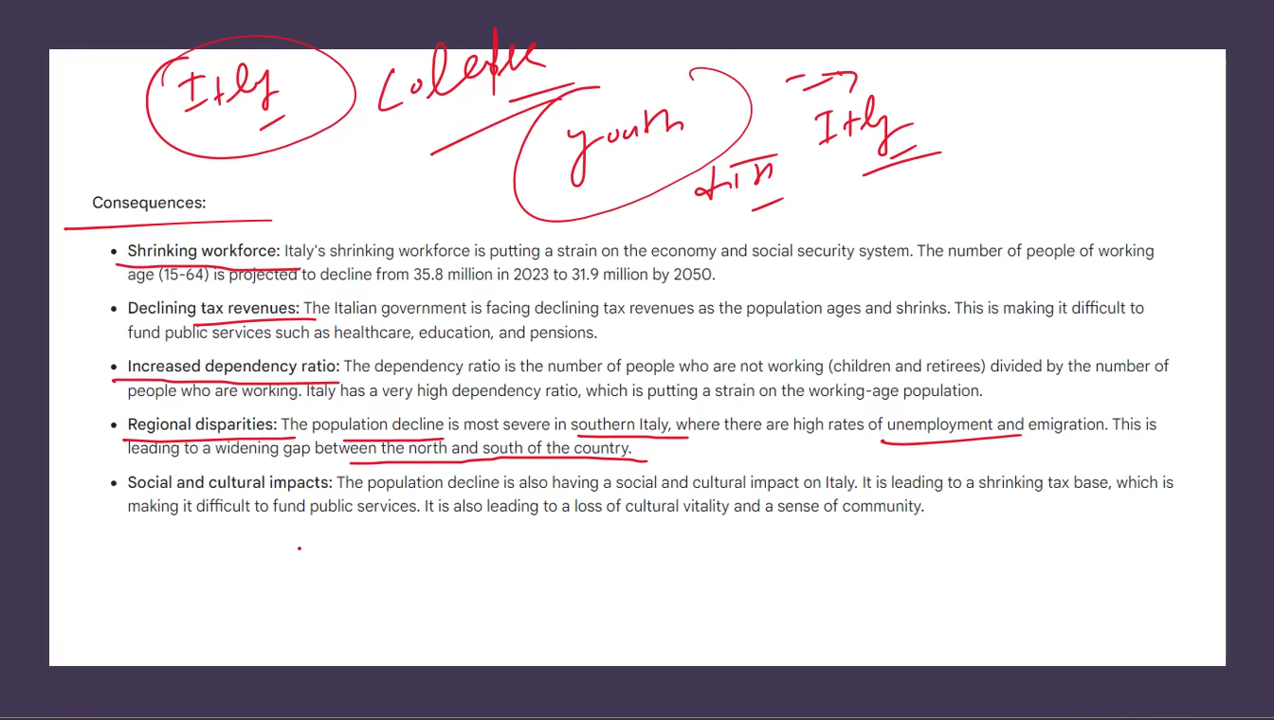 Itly
youth
Itly
Consequences:
• Shrinking workforce: Italy's shrinking workforce is putting a strain on the economy and social security system. The number of people of working
age (15-64) is projected to decline from 35.8 million in 2023 to 31.9 million by 2050.
• Declining tax revenues: The Italian government is facing declining tax revenues as the population ages and shrinks. This is making it difficult to
fund public services such as healthcare, education, and pensions.
• Increased dependency ratio: The dependency ratio is the number of people who are not working (children and retirees) divided by the number of
people who are working. Italy has a very high dependency ratio, which is putting a strain on the working-age population.
• Regional disparities: The population decline is most severe in southern Italy, where there are high rates of unemployment and emigration. This is
leading to a widening gap between the north and south of the country.
• Social and cultural impacts: The population decline is also having a social and cultural impact on Italy. It is leading to a shrinking tax base, which is
making it difficult to fund public services. It is also leading to a loss of cultural vitality and a sense of community.